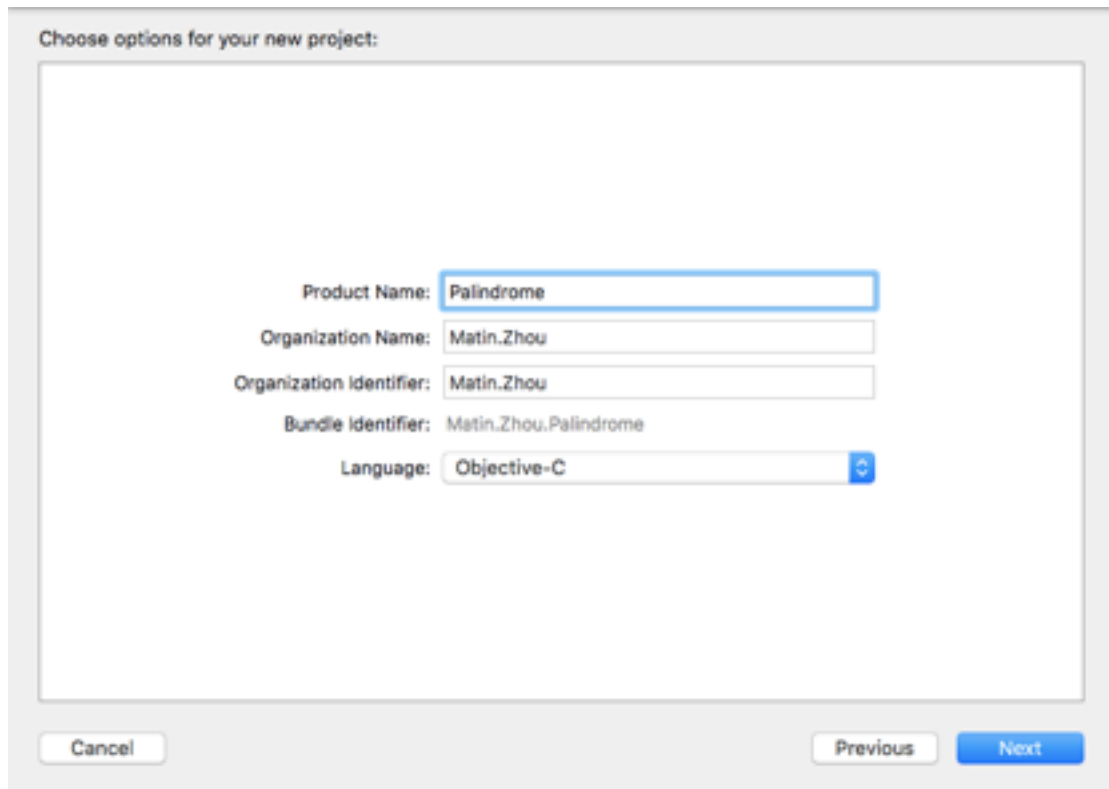 Choose options for your new project:
Product Name: Palindrome
Organization Name: Matin.Zhou
Organization Identifier: Matin.Zhou
Bundle Identifier: Matin.Zhou.Palindrome
Language: Objective-C
Cancel Previous Next